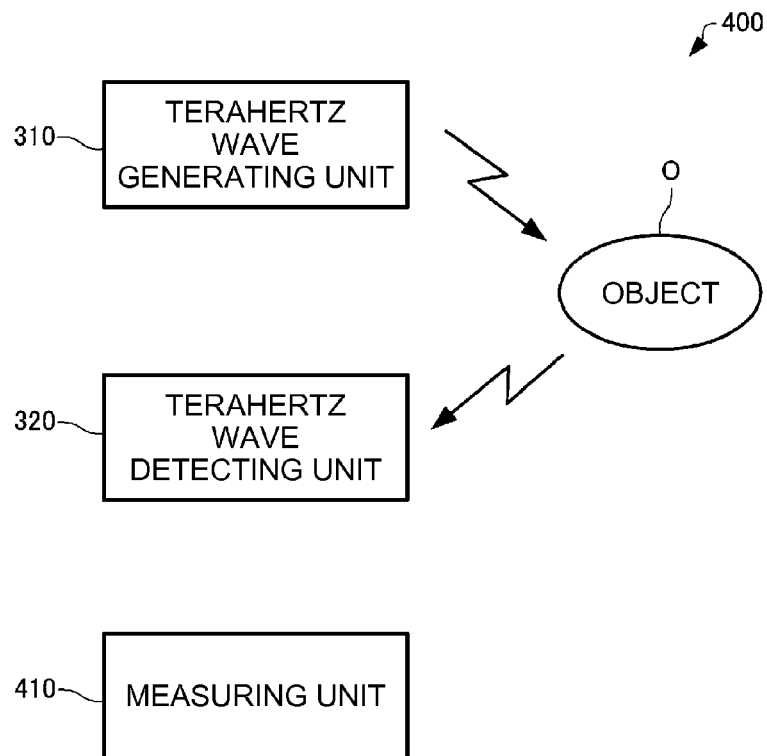 400
310
TERAHERTZ
WAVE
GENERATING UNIT
O
OBJECT
320
TERAHERTZ
WAVE
DETECTING UNIT
410
MEASURING UNIT